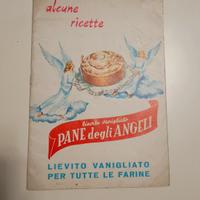 alcune
ricette
lievito vanigliato
PANE degli ANGELI
LIEVITO VANIGLIATO
PER TUTTE LE FARINE